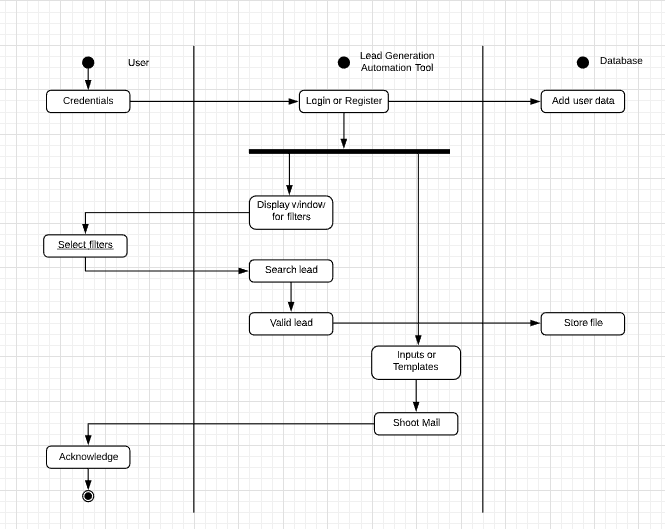 User
Lead Generation
Automation Tool
Database
Credentials
Login or Register
Add user data
Display window
for filters
Select filters
Search lead
Valid lead
Store file
Inputs or
Templates
Shoot Mail
Acknowledge